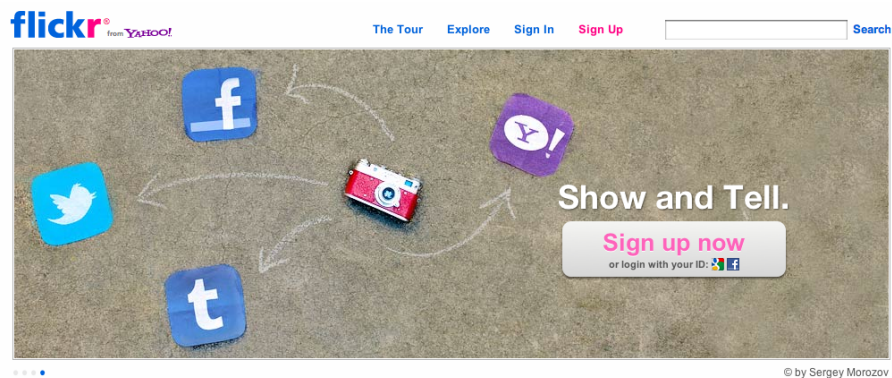 flickr® from YAHOO!
The Tour Explore Sign In Sign Up Search
f
Y!
t
Show and Tell.
Sign up now
or login with your ID: g f
© by Sergey Morozov